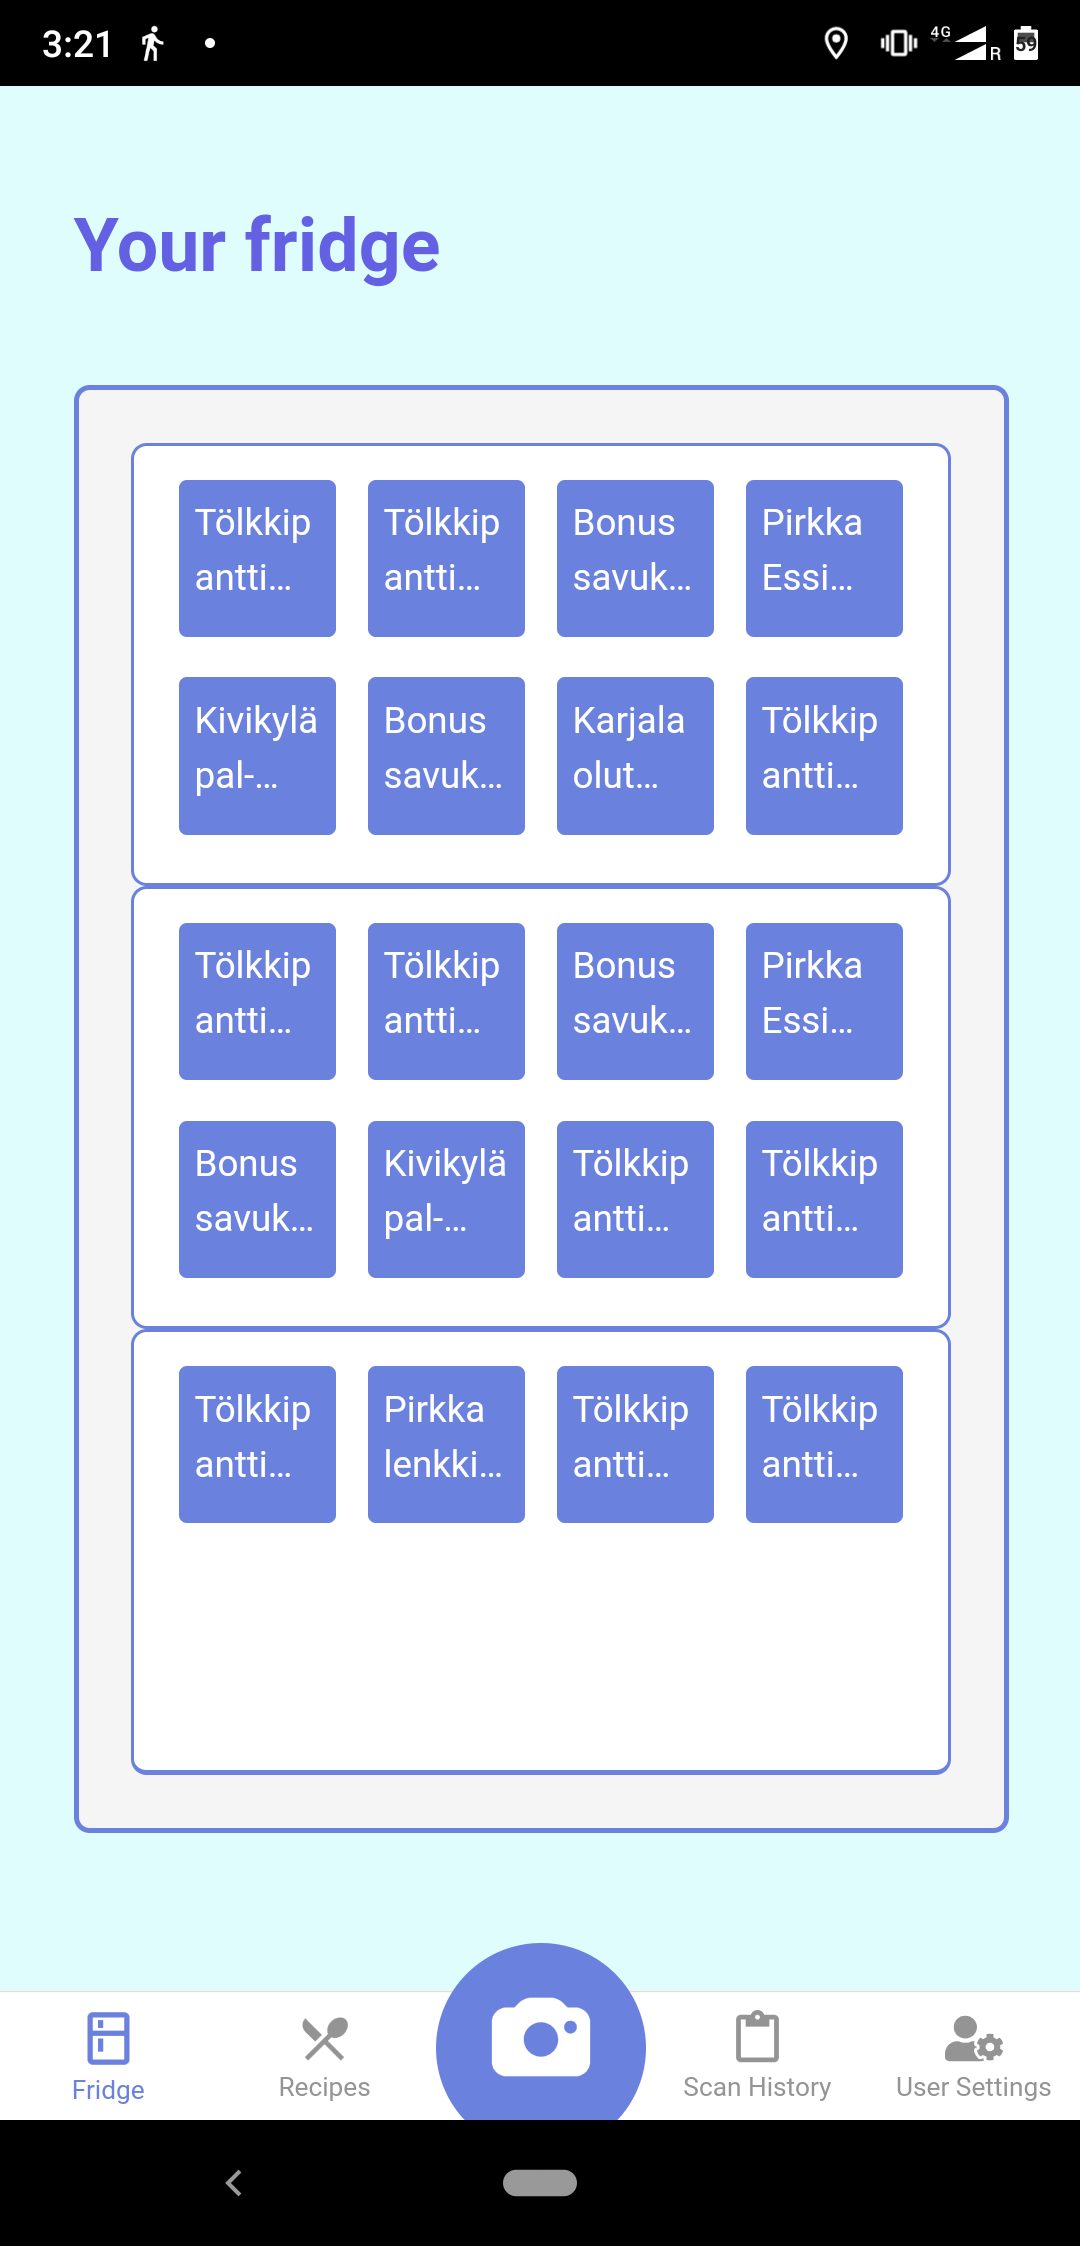 3:21
4G
R
59
Your fridge
Tölkkip
antti...
Tölkkip
antti...
Bonus
savuk...
Pirkka
Essi...
Kivikylä
pal-...
Bonus
savuk...
Karjala
olut...
Tölkkip
antti...
Tölkkip
antti...
Tölkkip
antti...
Bonus
savuk...
Pirkka
Essi...
Bonus
savuk...
Kivikylä
pal-...
Tölkkip
antti...
Tölkkip
antti...
Tölkkip
antti...
Pirkka
lenkki...
Tölkkip
antti...
Tölkkip
antti...
Fridge
Recipes
Scan History
User Settings